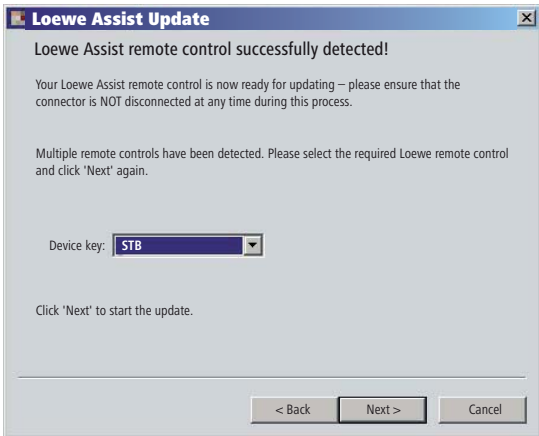 Loewe Assist Update
Loewe Assist remote control successfully detected!
Your Loewe Assist remote control is now ready for updating – please ensure that the
connector is NOT disconnected at any time during this process.
Multiple remote controls have been detected. Please select the required Loewe remote control
and click 'Next' again.
Device key: STB
Click 'Next' to start the update.
< Back Next > Cancel